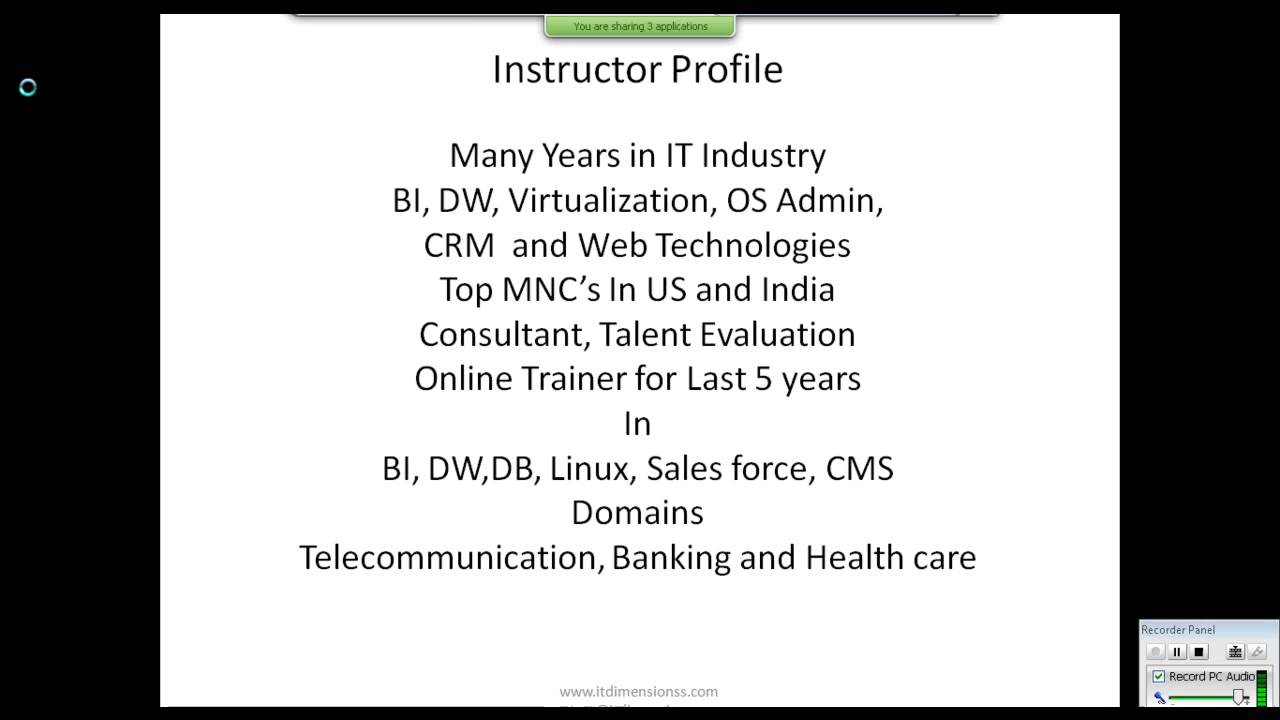 You are sharing 3 applications
Instructor Profile
Many Years in IT Industry
BI, DW, Virtualization, OS Admin,
CRM  and Web Technologies
Top MNC’s In US and India
Consultant, Talent Evaluation
Online Trainer for Last 5 years
In
BI, DW,DB, Linux, Sales force, CMS
Domains
Telecommunication, Banking and Health care
Recorder Panel
Record PC Audio
www.itdimensionss.com